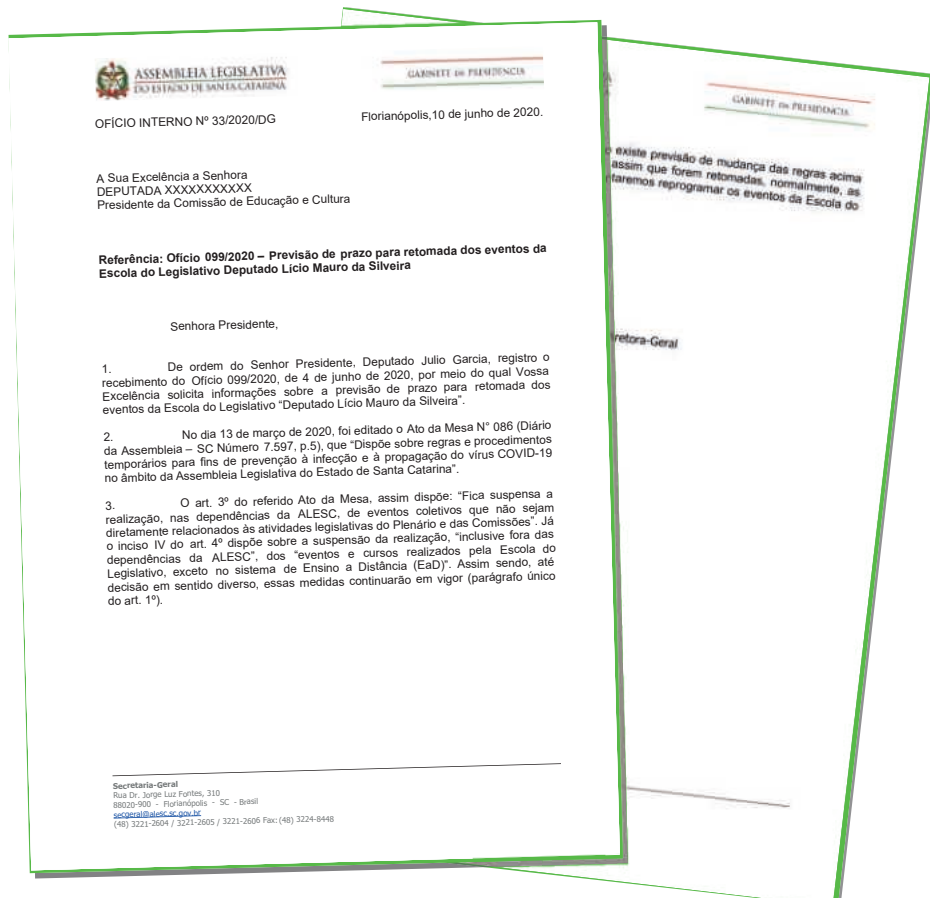 ASSEMBLEIA LEGISLATIVA
DO ESTADO DE SANTA CATARINA
GABINETE DA PRESIDÊNCIA
OFÍCIO INTERNO Nº 33/2020/DG
Florianópolis,10 de junho de 2020.
A Sua Excelência a Senhora
DEPUTADA XXXXXXXXXXX
Presidente da Comissão de Educação e Cultura
Referência: Ofício 099/2020 – Previsão de prazo para retomada dos eventos da
Escola do Legislativo Deputado Lício Mauro da Silveira
Senhora Presidente,
1. De ordem do Senhor Presidente, Deputado Julio Garcia, registro o
recebimento do Ofício 099/2020, de 4 de junho de 2020, por meio do qual Vossa
Excelência solicita informações sobre a previsão de prazo para retomada dos
eventos da Escola do Legislativo “Deputado Lício Mauro da Silveira”.
2. No dia 13 de março de 2020, foi editado o Ato da Mesa N° 086 (Diário
da Assembleia – SC Número 7.597, p.5), que “Dispõe sobre regras e procedimentos
temporários para fins de prevenção à infecção e à propagação do vírus COVID-19
no âmbito da Assembleia Legislativa do Estado de Santa Catarina”.
3. O art. 3º do referido Ato da Mesa, assim dispõe: “Fica suspensa a
realização, nas dependências da ALESC, de eventos coletivos que não sejam
diretamente relacionados às atividades legislativas do Plenário e das Comissões”. Já
o inciso IV do art. 4º dispõe sobre a suspensão da realização, “inclusive fora das
dependências da ALESC”, dos “eventos e cursos realizados pela Escola do
Legislativo, exceto no sistema de Ensino a Distância (EaD)”. Assim sendo, até
decisão em sentido diverso, essas medidas continuarão em vigor (parágrafo único
do art. 1º).
Secretaria-Geral
Rua Dr. Jorge Luz Fontes, 310
88020-900 - Florianópolis - SC - Brasil
secgeral@alesc.sc.gov.br
(48) 3221-2604 / 3221-2605 / 3221-2606 Fax: (48) 3224-8448
GABINETE DA PRESIDÊNCIA
existe previsão de mudança das regras acima
assim que forem retomadas, normalmente, as
taremos reprogramar os eventos da Escola do
retora-Geral